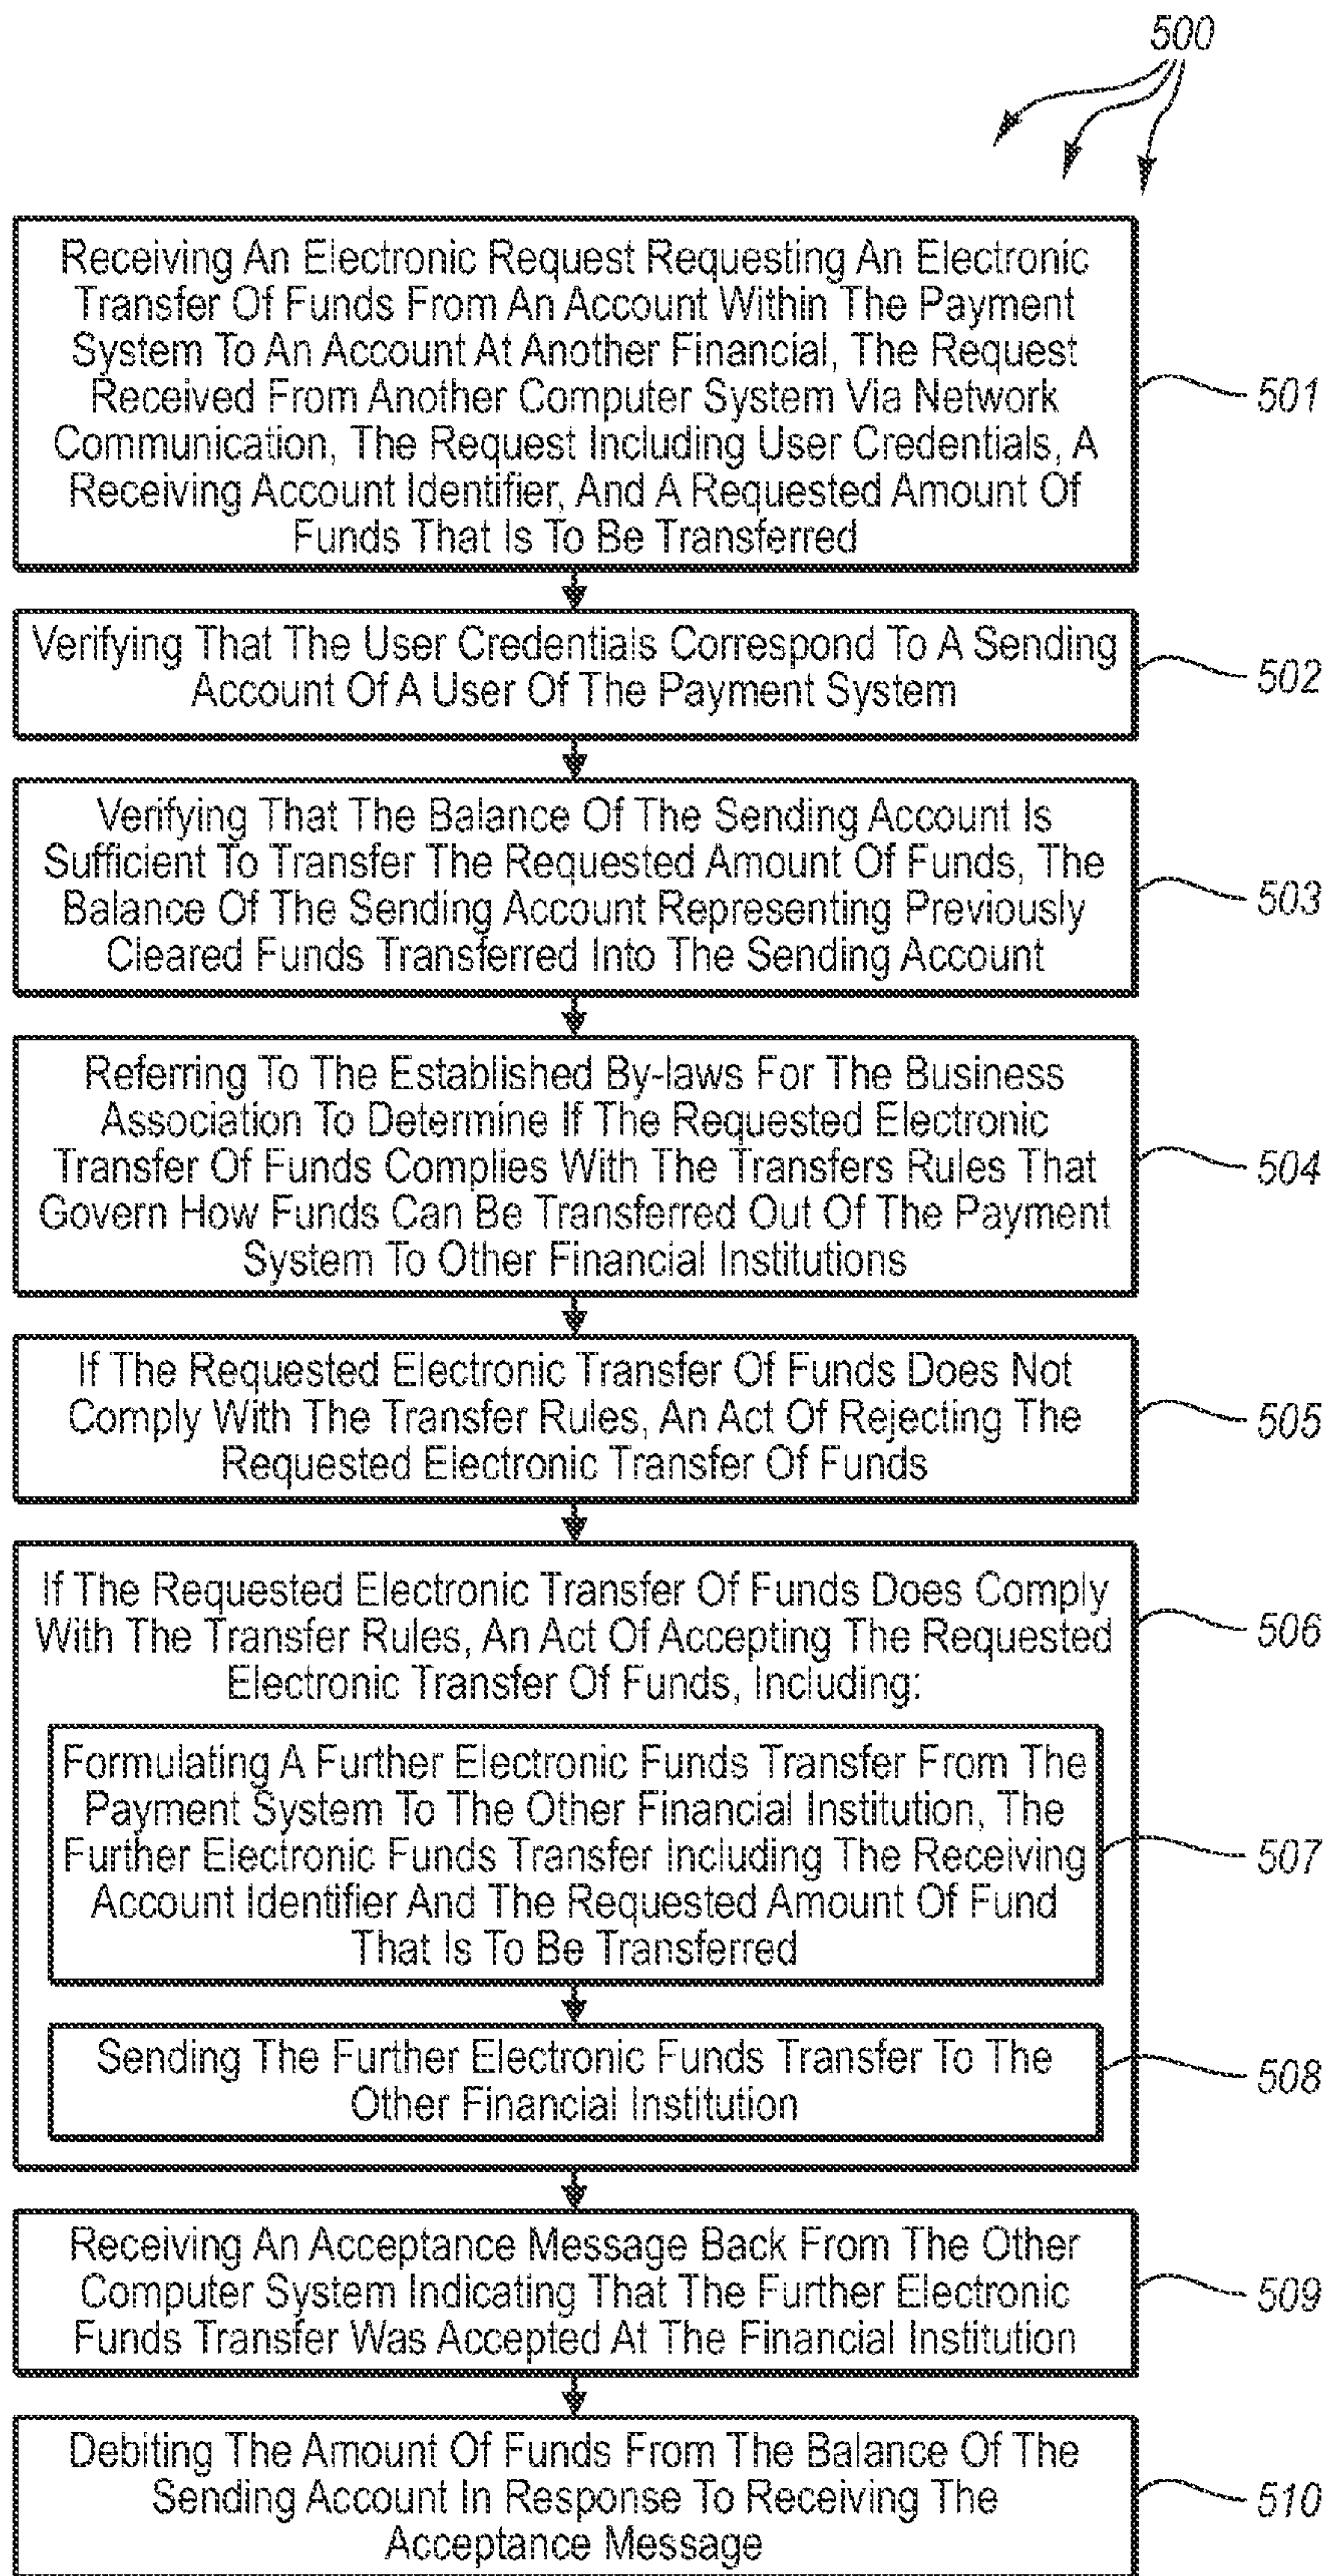 500
Receiving An Electronic Request Requesting An Electronic
Transfer Of Funds From An Account Within The Payment
System To An Account At Another Financial, The Request
Received From Another Computer System Via Network
Communication, The Request Including User Credentials, A
Receiving Account Identifier, And A Requested Amount Of
Funds That Is To Be Transferred
501
Verifying That The User Credentials Correspond To A Sending
Account Of A User Of The Payment System
502
Verifying That The Balance Of The Sending Account Is
Sufficient To Transfer The Requested Amount Of Funds, The
Balance Of The Sending Account Representing Previously
Cleared Funds Transferred Into The Sending Account
503
Referring To The Established By-laws For The Business
Association To Determine If The Requested Electronic
Transfer Of Funds Complies With The Transfers Rules That
Govern How Funds Can Be Transferred Out Of The Payment
System To Other Financial Institutions
504
If The Requested Electronic Transfer Of Funds Does Not
Comply With The Transfer Rules, An Act Of Rejecting The
Requested Electronic Transfer Of Funds
505
If The Requested Electronic Transfer Of Funds Does Comply
With The Transfer Rules, An Act Of Accepting The Requested
Electronic Transfer Of Funds, Including:
506
Formulating A Further Electronic Funds Transfer From The
Payment System To The Other Financial Institution, The
Further Electronic Funds Transfer Including The Receiving
Account Identifier And The Requested Amount Of Fund
That Is To Be Transferred
507
Sending The Further Electronic Funds Transfer To The
Other Financial Institution
508
Receiving An Acceptance Message Back From The Other
Computer System Indicating That The Further Electronic
Funds Transfer Was Accepted At The Financial Institution
509
Debiting The Amount Of Funds From The Balance Of The
Sending Account In Response To Receiving The
Acceptance Message
510